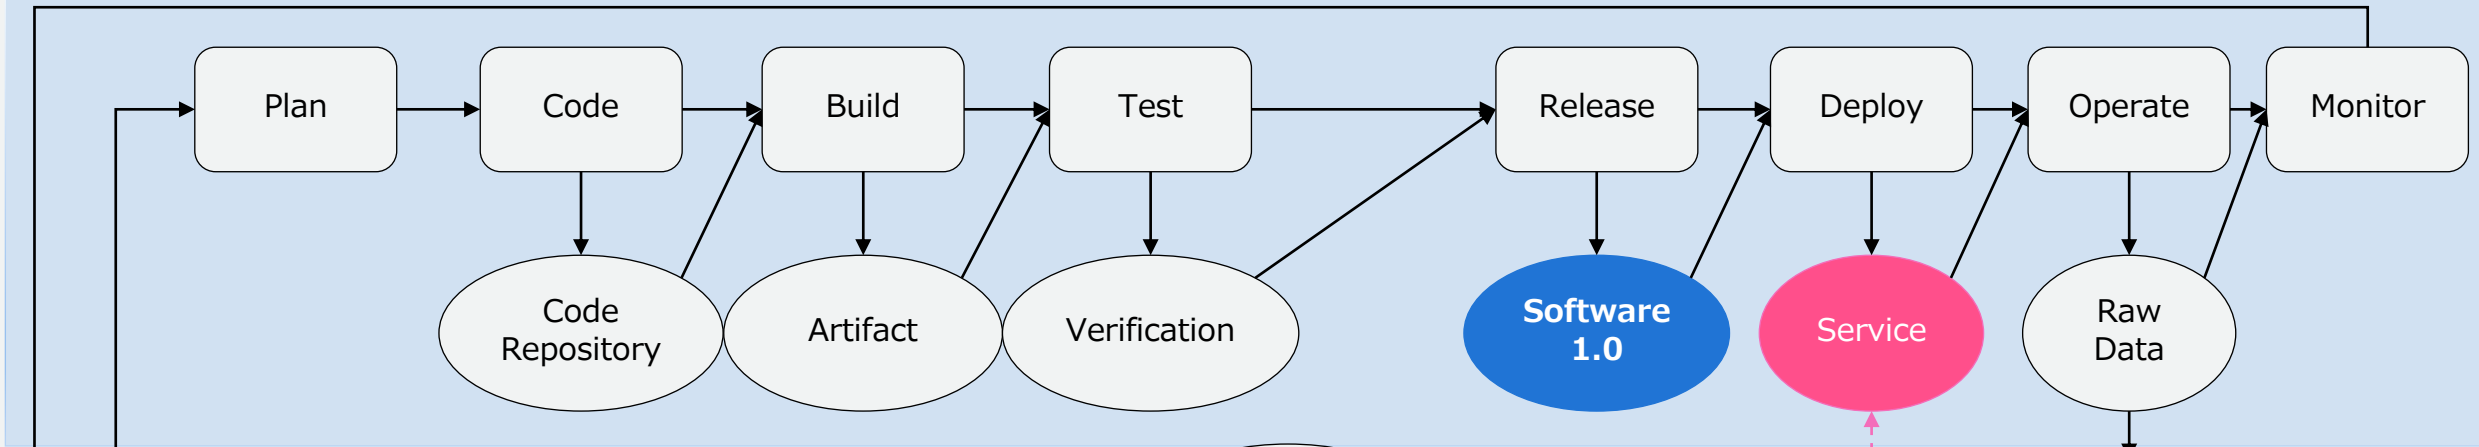 Plan
Code
Build
Test
Release
Deploy
Operate
Monitor
Code
Repository
Artifact
Verification
Software
1.0
Service
Raw
Data